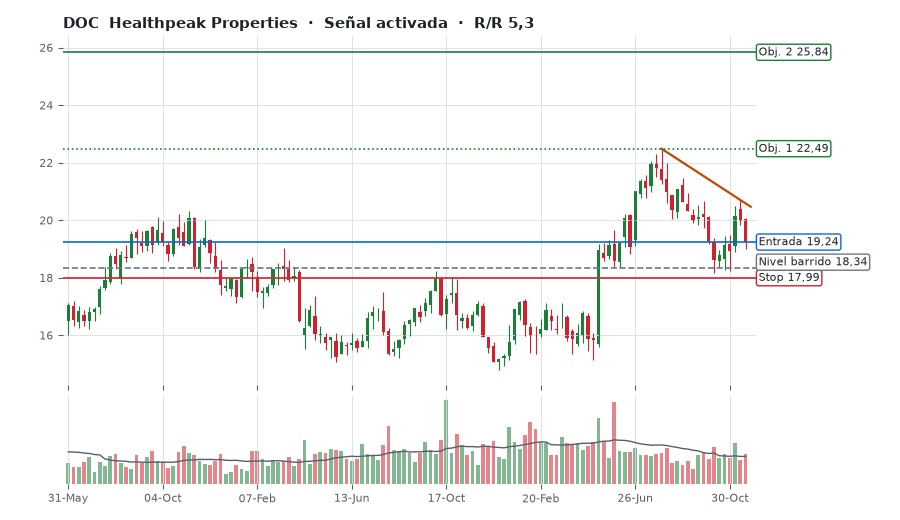 DOC Healthpeak Properties · Señal activada · R/R 5,3
26
24
22
20
18
16
Obj. 2 25,84
Obj. 1 22,49
Entrada 19,24
Nivel barrido 18,34
Stop 17,99
31-May 04-Oct 07-Feb 13-Jun 17-Oct 20-Feb 26-Jun 30-Oct